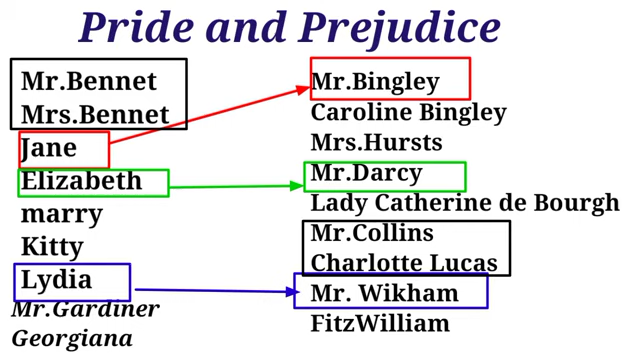 Pride and Prejudice
Mr.Bennet
Mrs.Bennet
Jane
Elizabeth
marry
Kitty
Lydia
Mr.Gardiner
Georgiana
Mr.Bingley
Caroline Bingley
Mrs.Hursts
Mr.Darcy
Lady Catherine de Bourgh
Mr.Collins
Charlotte Lucas
Mr. Wikham
FitzWilliam